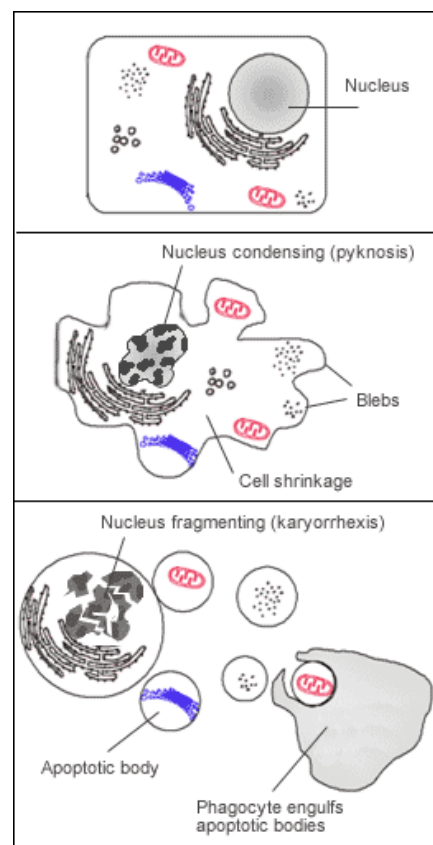 Nucleus
Nucleus condensing (pyknosis)
Blebs
Cell shrinkage
Nucleus fragmenting (karyorrhexis)
Apoptotic body
Phagocyte engulfs
apoptotic bodies